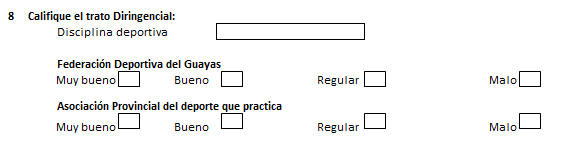 8 Califique el trato Diringencial:
Disciplina deportiva
Federación Deportiva del Guayas
Muy bueno Bueno Regular Malo
Asociación Provincial del deporte que practica
Muy bueno Bueno Regular Malo